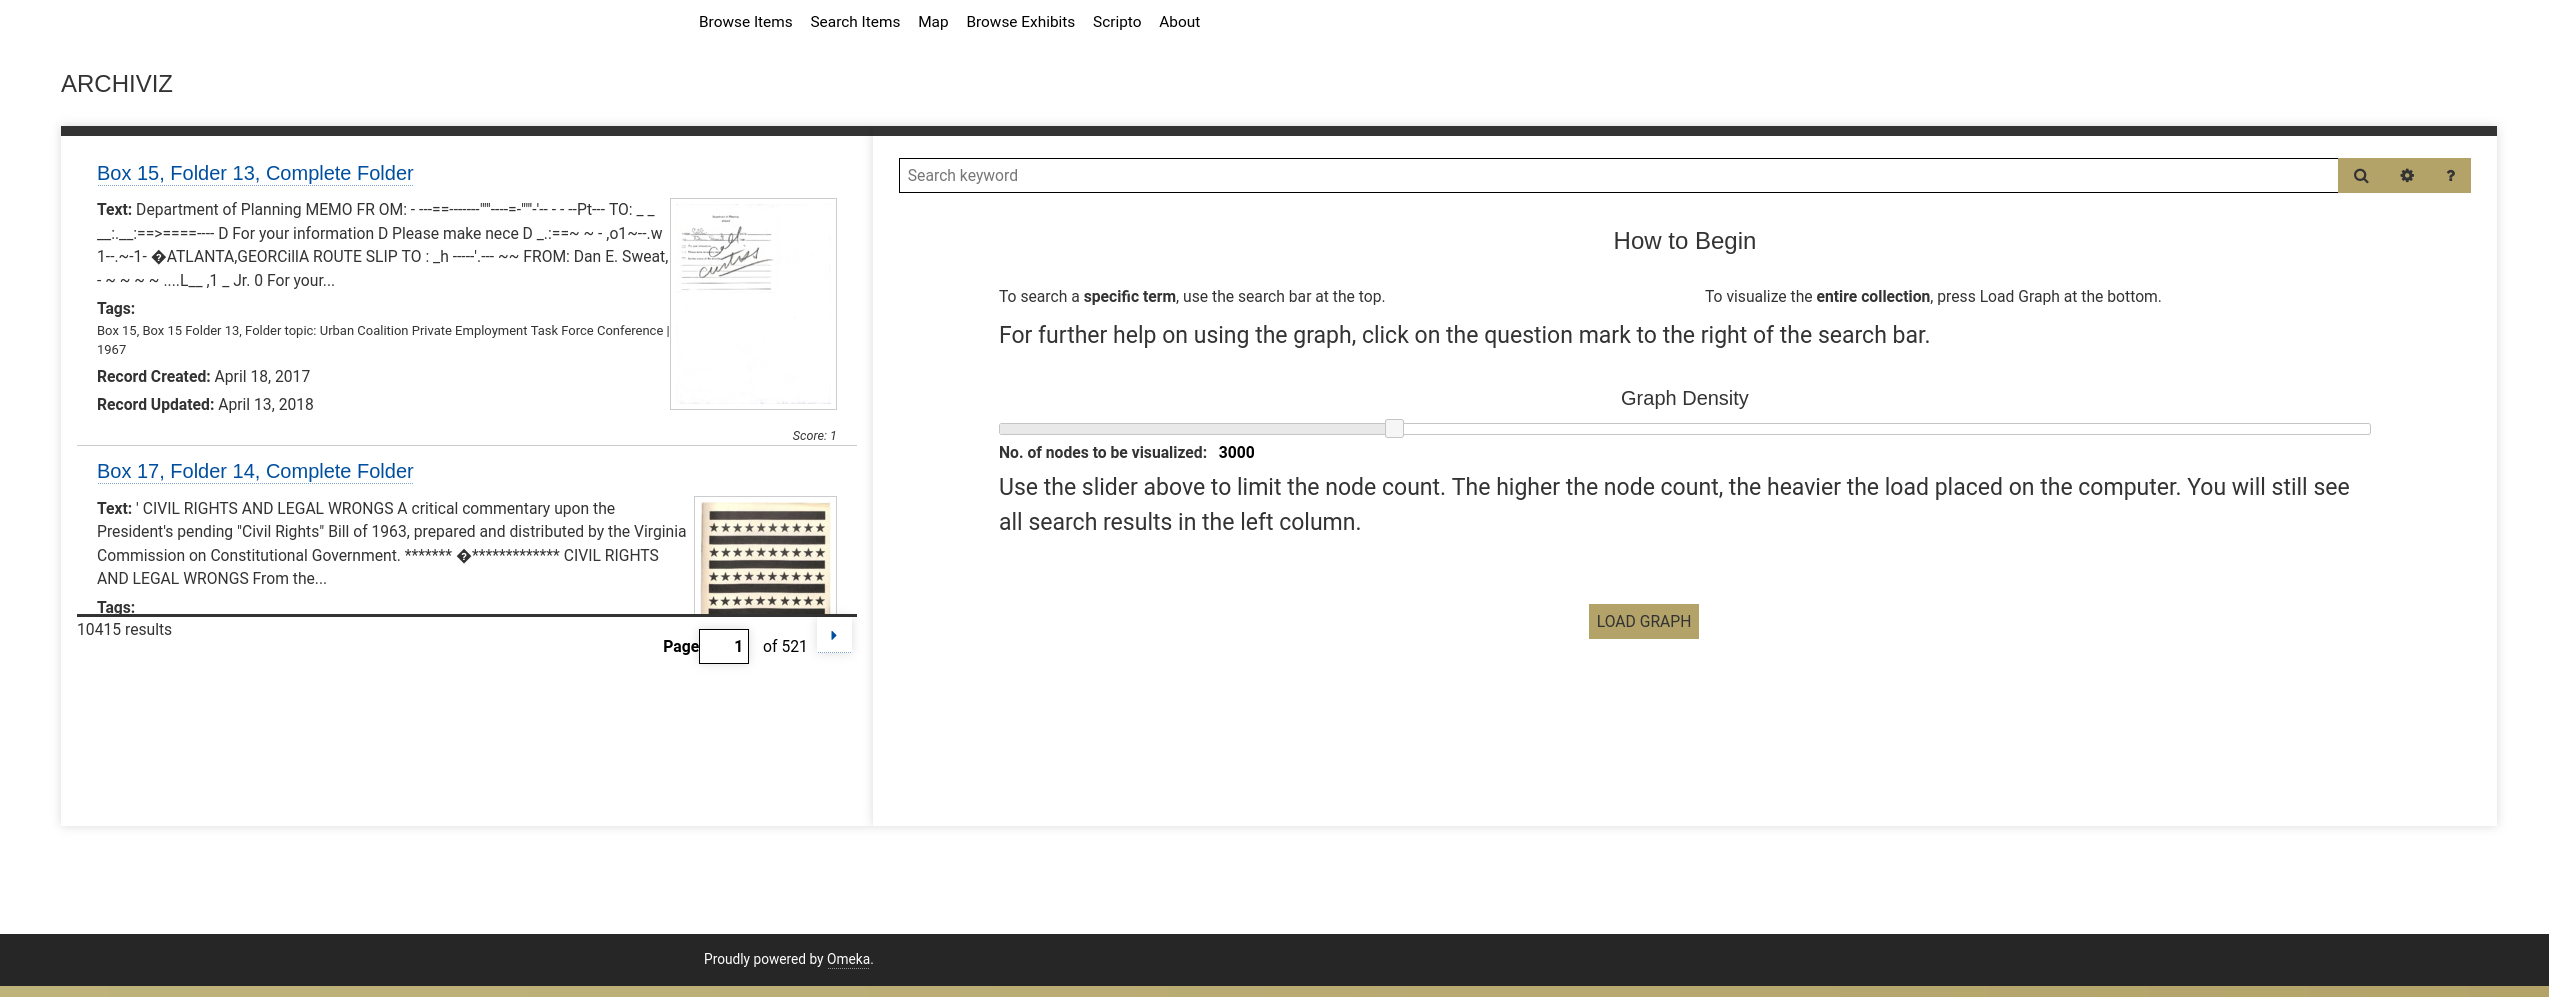 Browse Items Search Items Map Browse Exhibits Scripto About
ARCHIVIZ
Box 15, Folder 13, Complete Folder
Text: Department of Planning MEMO FR OM: - ---==-------"'"----=-"'"-'-- - - --Pt--- TO: _ _
__:.__:==>====---- D For your information D Please make nece D _.:==~ ~ - ,o1~--.w
1--.~-1- �ATLANTA,GEORCillA ROUTE SLIP TO : _h -----'.--- ~~ FROM: Dan E. Sweat,
- ~ ~ ~ ~ ....L__ ,1 _ Jr. 0 For your...
Tags:
Box 15, Box 15 Folder 13, Folder topic: Urban Coalition Private Employment Task Force Conference |
1967
Record Created: April 18, 2017
Record Updated: April 13, 2018
call
curtiss
Score: 1
Box 17, Folder 14, Complete Folder
Text: ' CIVIL RIGHTS AND LEGAL WRONGS A critical commentary upon the
President's pending "Civil Rights" Bill of 1963, prepared and distributed by the Virginia
Commission on Constitutional Government. ******* �************* CIVIL RIGHTS
AND LEGAL WRONGS From the...
Tags:
10415 results
Page 1 of 521
Search keyword
?
How to Begin
To search a specific term, use the search bar at the top.
To visualize the entire collection, press Load Graph at the bottom.
For further help on using the graph, click on the question mark to the right of the search bar.
Graph Density
No. of nodes to be visualized: 3000
Use the slider above to limit the node count. The higher the node count, the heavier the load placed on the computer. You will still see
all search results in the left column.
LOAD GRAPH
Proudly powered by Omeka.